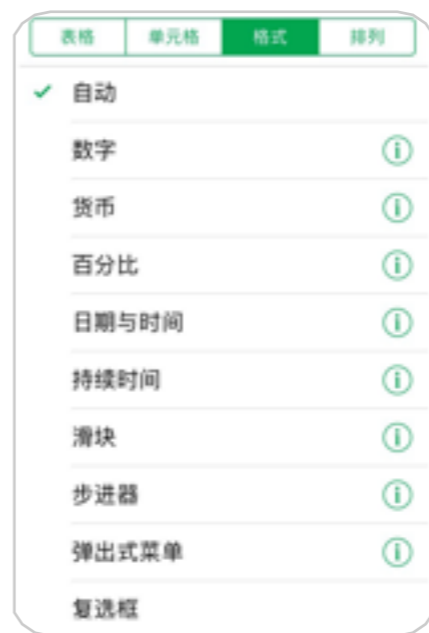 表格 单元格 格式 排列
自动
数字
货币
百分比
日期与时间
持续时间
滑块
步进器
弹出式菜单
复选框